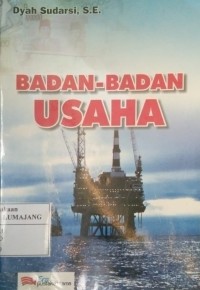 Dyah Sudarsi, S.E.
BADAN-BADAN
USAHA
LUMAJANG